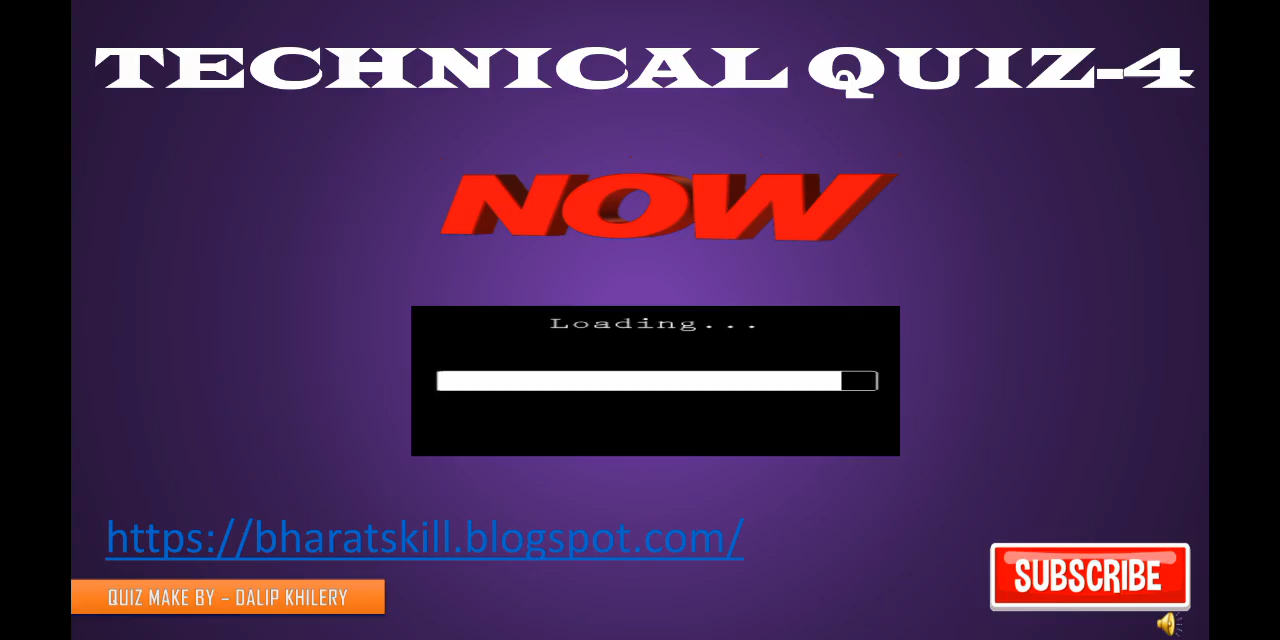 TECHNICAL QUIZ-4
NOW
Loading...
https://bharatskill.blogspot.com/
QUIZ MAKE BY – DALIP KHILERY
SUBSCRIBE